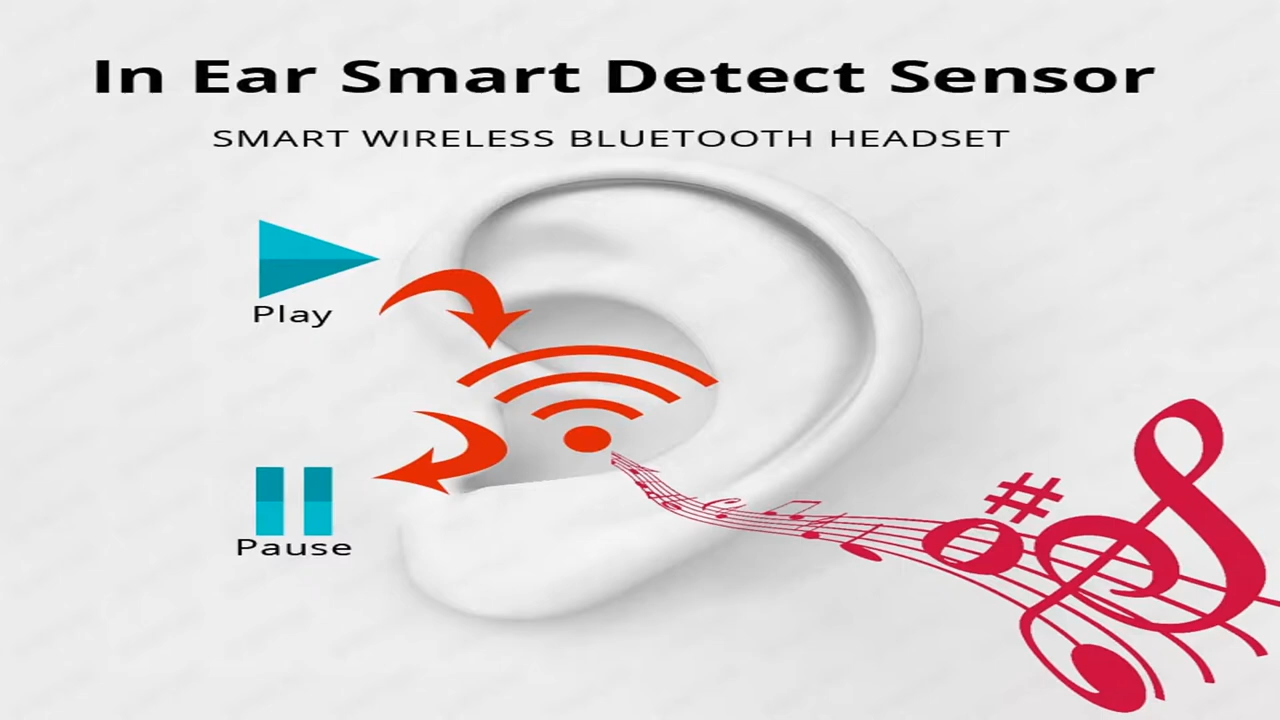 In Ear Smart Detect Sensor
SMART WIRELESS BLUETOOTH HEADSET
Play
Pause